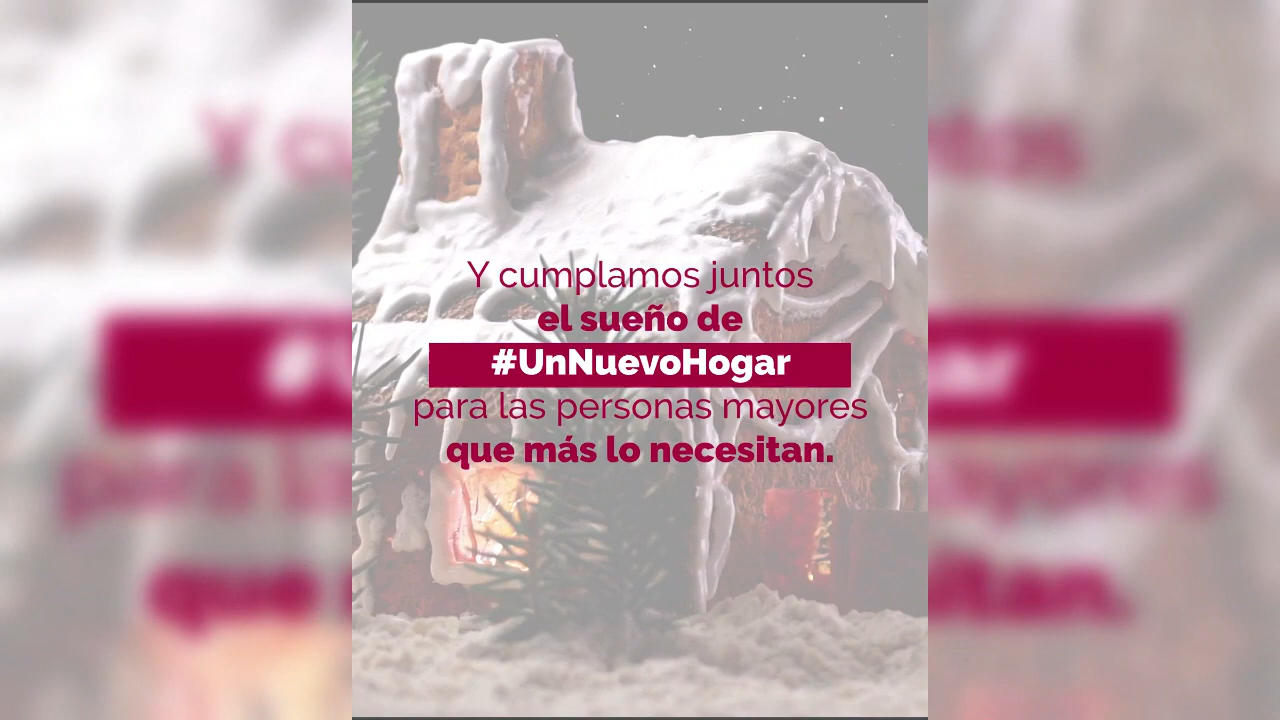 Y cumplamos juntos
el sueño de
#UnNuevoHogar
para las personas mayores
que más lo necesitan.